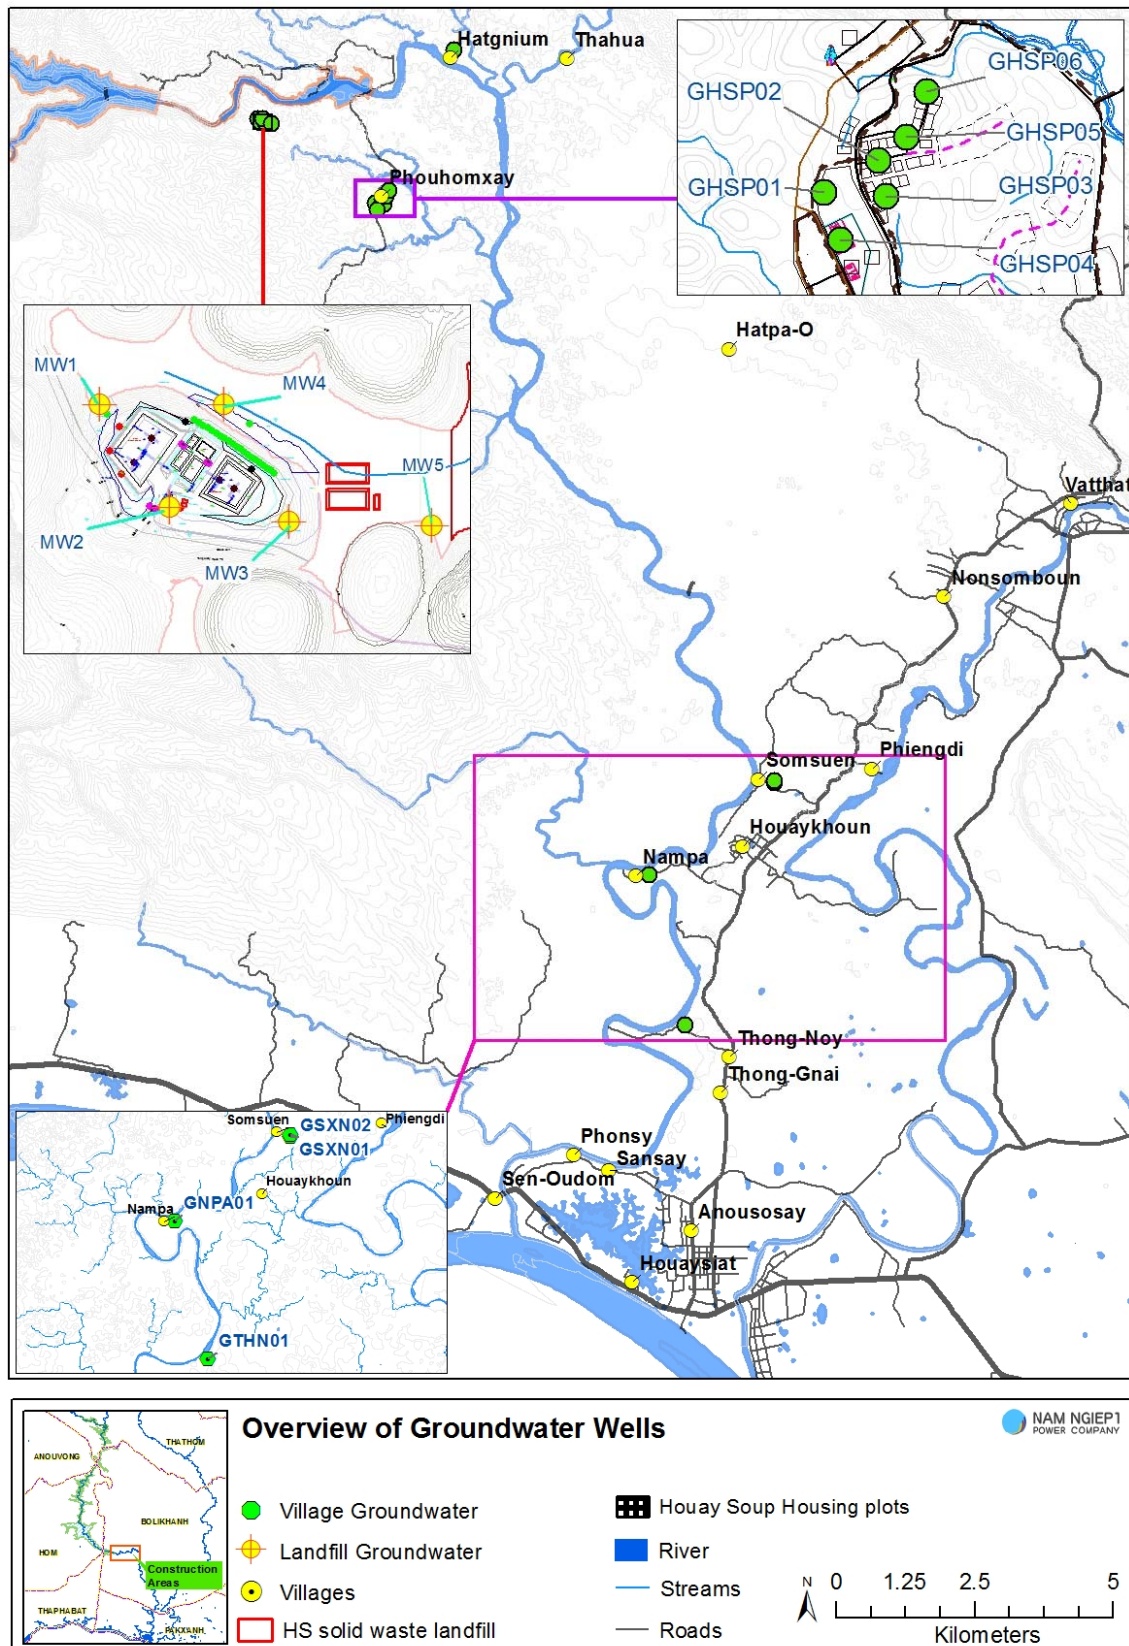 Hatgnium
Thahua
GHSP06
GHSP02
GHSP05
GHSP01
GHSP03
GHSP04
Phouhomxay
Hatpa-O
MW1
MW4
MW5
MW2
MW3
Vatthat
Nonsomboun
Phiengdi
Somsuen
Houaykhoun
Nampa
Thong-Noy
Thong-Gnai
Somsuen
GSXN02
Phiengdi
GSXN01
Houaykhoun
GNPA01
Nampa
GTHN01
Phonsy
Sansay
Sen-Oudom
Anousosay
Houaysiat
Overview of Groundwater Wells
NAM NGIEP1
POWER COMPANY
ANOUVONG
THATHOM
BOLIKHANH
HOM
Construction
Areas
THAPHABAT
PAKXANH
Village Groundwater
Landfill Groundwater
Villages
HS solid waste landfill
Houay Soup Housing plots
River
Streams
Roads
N
0 1.25 2.5 5
Kilometers